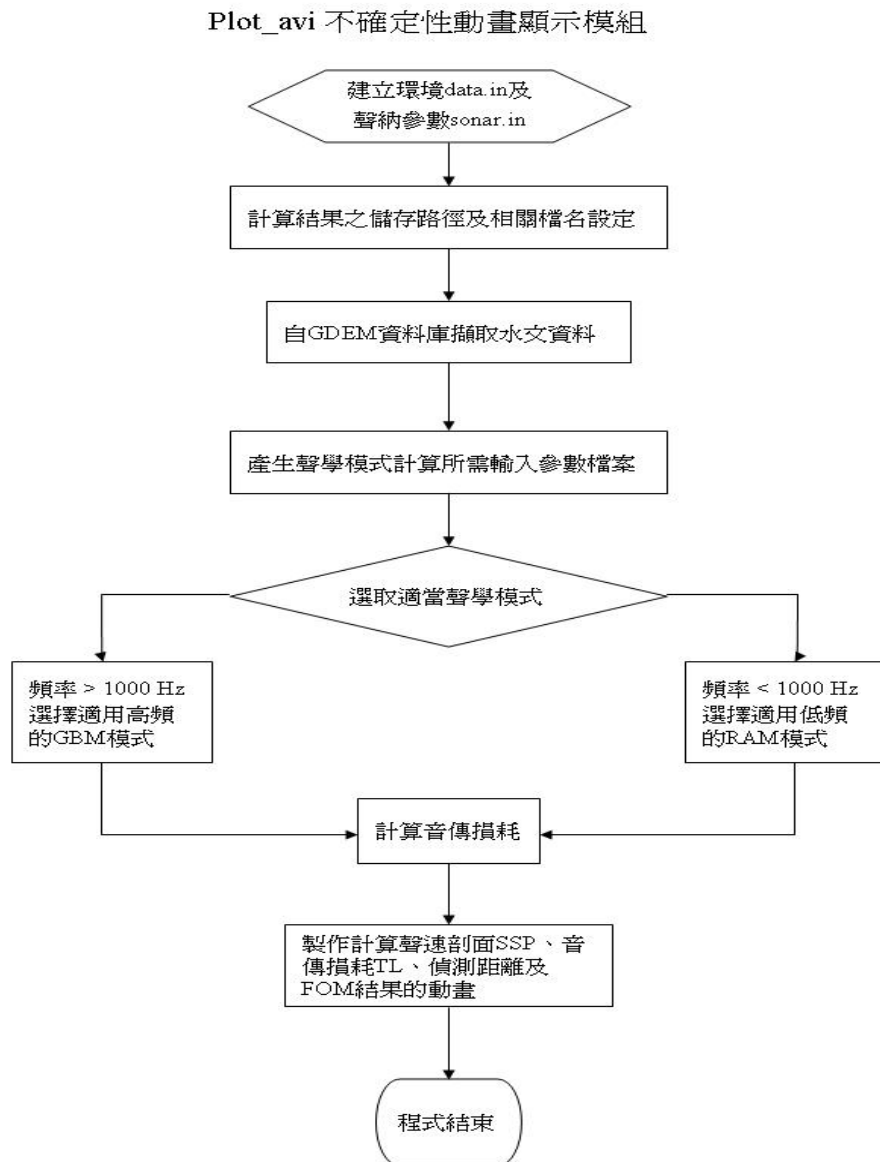 Plot_avi 不確定性動畫顯示模組
建立環境data.in及
聲納參數sonar.in
計算結果之儲存路徑及相關檔名設定
自GDEM資料庫擷取水文資料
產生聲學模式計算所需輸入參數檔案
選取適當聲學模式
頻率 > 1000 Hz
選擇適用高頻
的GBM模式
頻率 < 1000 Hz
選擇適用低頻
的RAM模式
計算音傳損耗
製作計算聲速剖面SSP、音
傳損耗TL、偵測距離及
FOM結果的動畫
程式結束